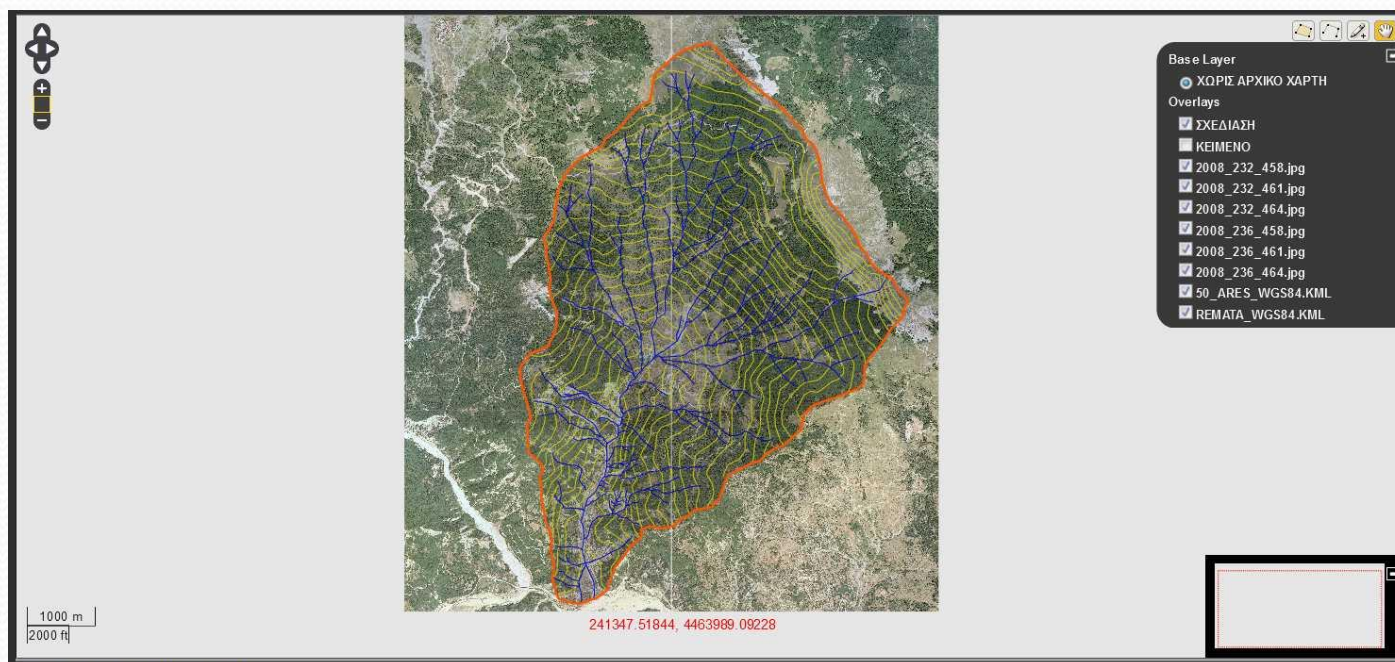 Base Layer
ΧΩΡΙΣ ΑΡΧΙΚΟ ΧΑΡΤΗ
Overlays
ΣΧΕΔΙΑΣΗ
ΚΕΙΜΕΝΟ
2008_232_458.jpg
2008_232_461.jpg
2008_232_464.jpg
2008_236_458.jpg
2008_236_461.jpg
2008_236_464.jpg
50_ARES_WGS84.KML
REMATA_WGS84.KML
1000 m
2000 ft
241347.51844, 4463989.09228